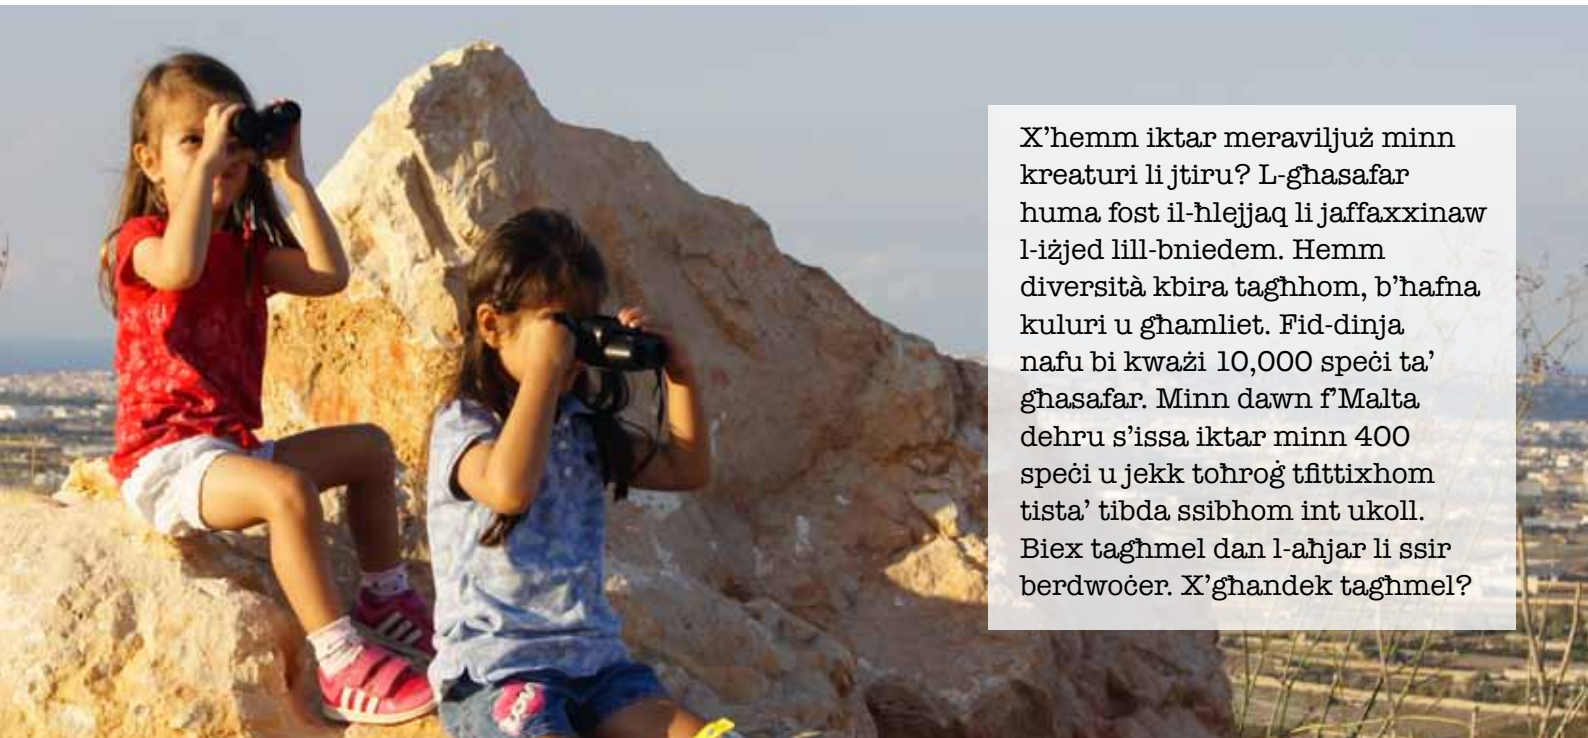 X'hemm iktar meraviljuż minn
kreaturi li jtiru? L-għasafar
huma fost il-ħlejjaq li jaffaxxinaw
l-iżjed lill-bniedem. Hemm
diversità kbira tagħhom, b'ħafna
kuluri u għamliet. Fid-dinja
nafu bi kważi 10,000 speċi ta'
għasafar. Minn dawn f'Malta
dehru s'issa iktar minn 400
speċi u jekk toħroġ tfittixhom
tista' tibda ssibhom int ukoll.
Biex tagħmel dan l-aħjar li ssir
berdwoċer. X'għandek tagħmel?